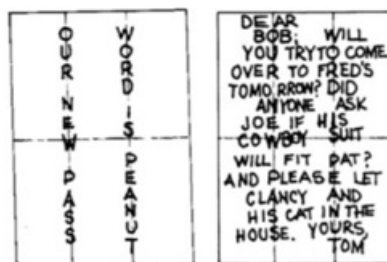 OUR NEW PASS
WORD IS PEANUT
DEAR
BOB: WILL
YOU TRY TO COME
OVER TO FRED'S
TOMORROW? DID
ANYONE ASK
JOE IF HIS
COWBOY SUIT
WILL FIT PAT?
AND PLEASE LET
CLANCY AND
HIS CAT IN THE
HOUSE. YOURS,
TOM